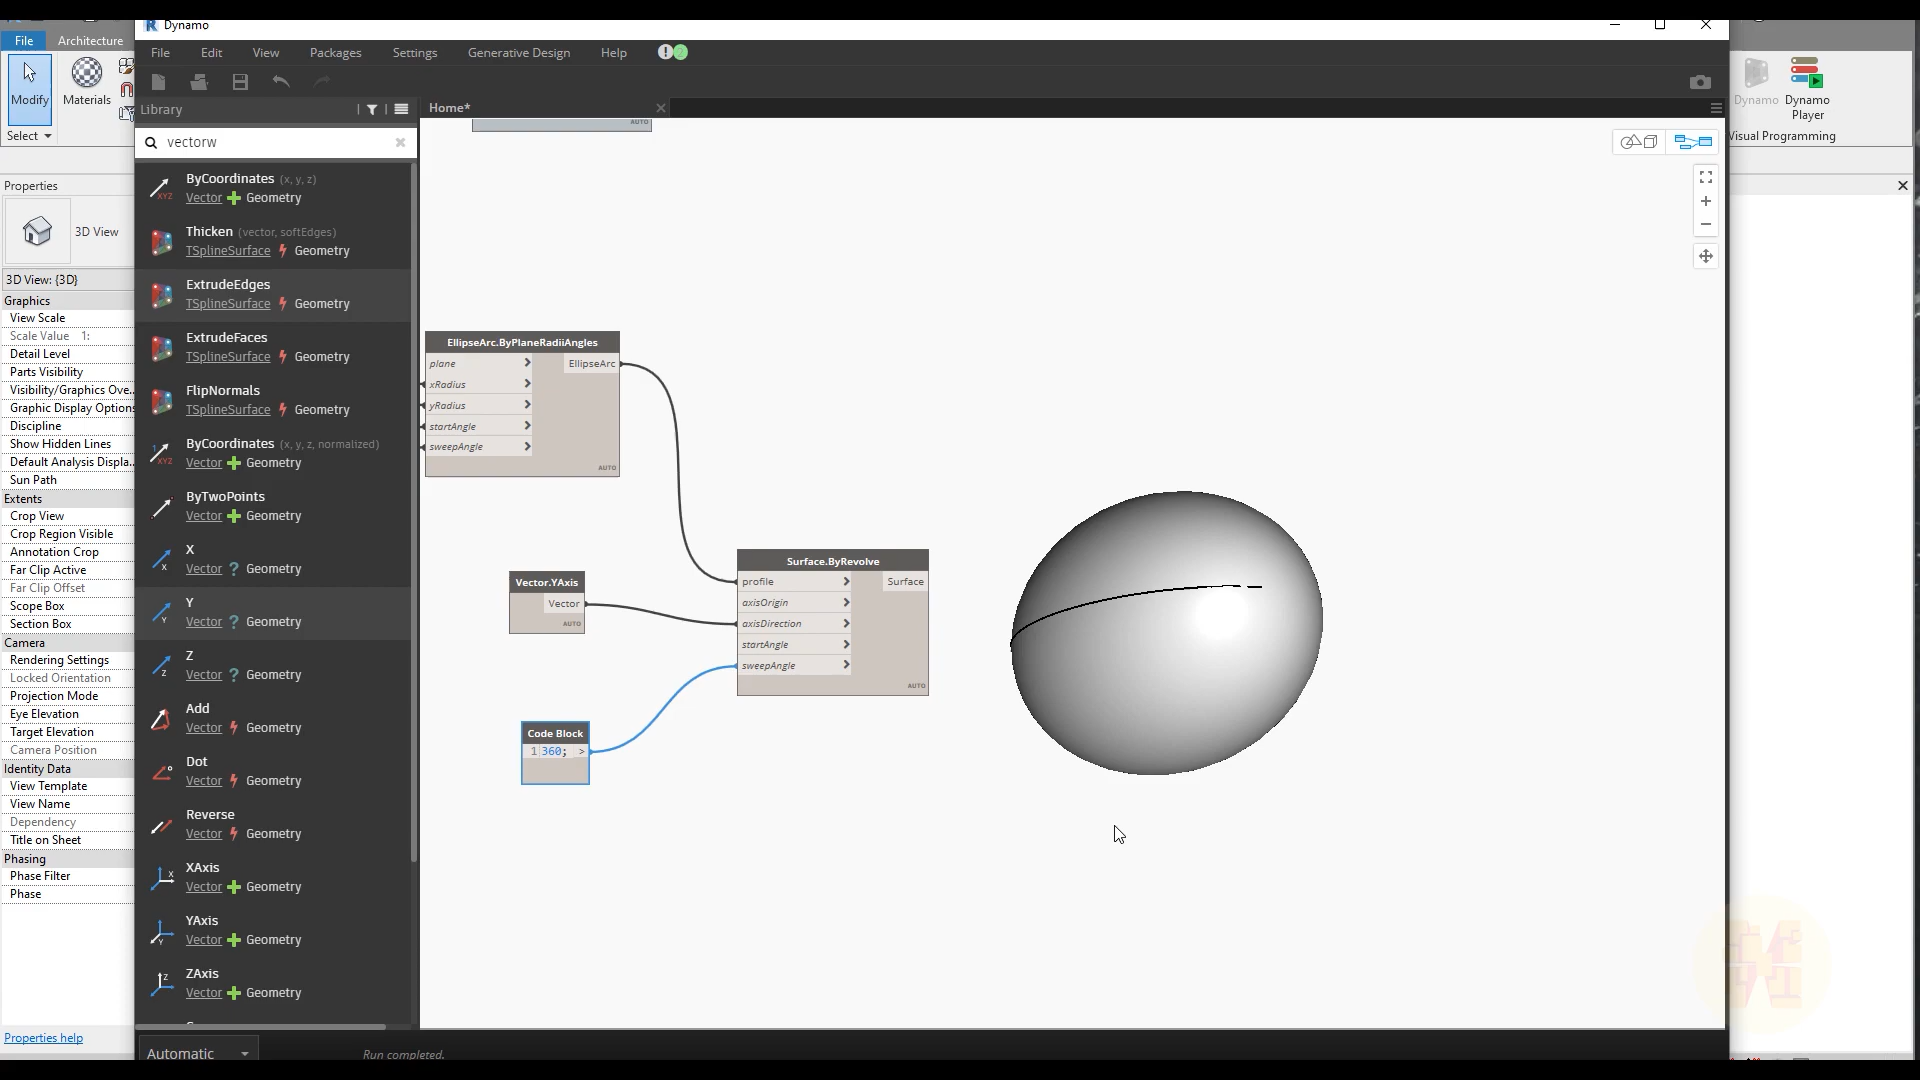 Dynamo
File
Architecture
File
Edit
View
Packages
Settings
Generative Design
Help
Modify
Materials
Select
Library
Home*
vectorw
Dynamo
Dynamo Player
Visual Programming
Properties
3D View
3D View: {3D}
Graphics
View Scale
Scale Value 1:
Detail Level
Parts Visibility
Visibility/Graphics Ove..
Graphic Display Options
Discipline
Show Hidden Lines
Default Analysis Displa..
Sun Path
Extents
Crop View
Crop Region Visible
Annotation Crop
Far Clip Active
Far Clip Offset
Scope Box
Section Box
Camera
Rendering Settings
Locked Orientation
Projection Mode
Eye Elevation
Target Elevation
Camera Position
Identity Data
View Template
View Name
Dependency
Title on Sheet
Phasing
Phase Filter
Phase
Properties help
ByCoordinates (x, y, z)
Vector Geometry
Thicken (vector, softEdges)
TSplineSurface Geometry
ExtrudeEdges
TSplineSurface Geometry
ExtrudeFaces
TSplineSurface Geometry
FlipNormals
TSplineSurface Geometry
ByCoordinates (x, y, z, normalized)
Vector Geometry
ByTwoPoints
Vector Geometry
X
Vector ? Geometry
Y
Vector ? Geometry
Z
Vector ? Geometry
Add
Vector Geometry
Dot
Vector Geometry
Reverse
Vector Geometry
XAxis
Vector Geometry
YAxis
Vector Geometry
ZAxis
Vector Geometry
AUTO
EllipseArc.ByPlaneRadiiAngles
plane > EllipseArc
xRadius >
yRadius >
startAngle >
sweepAngle >
AUTO
Vector.YAxis
Vector
AUTO
Surface.ByRevolve
profile > Surface
axisOrigin >
axisDirection >
startAngle >
sweepAngle >
AUTO
Code Block
1 360; >
Automatic
Run completed.